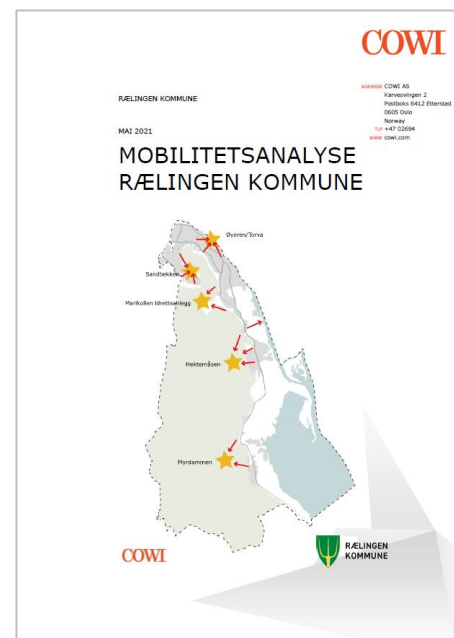 COWI
ADRESSE COWI AS
Karvesvingen 2
Postboks 6412 Etterstad
0605 Oslo
Norway
TLF +47 02694
WWW cowi.com
RÆLINGEN KOMMUNE
MAI 2021
MOBILITETSANALYSE
RÆLINGEN KOMMUNE
Øyeren/Torva
Sandbekken
Marikollen Idrettsanlegg
Hekternåsen
Myrdammen
COWI
RÆLINGEN
KOMMUNE